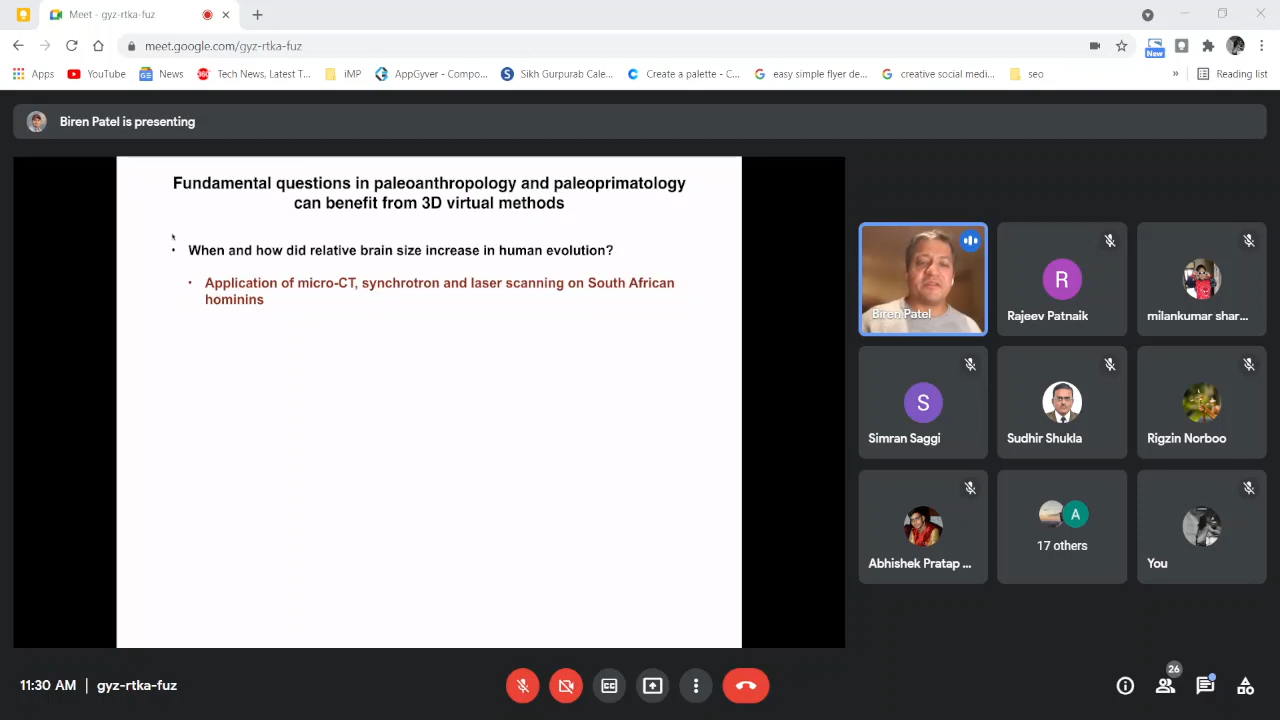 Meet - gyz-rtka-fuz
meet.google.com/gyz-rtka-fuz
New
Apps
YouTube
News
Tech News, Latest T...
iMP
AppGyver - Compo...
Sikh Gurpurab Cale...
Create a palette - C...
easy simple flyer de...
creative social medi...
seo
»
Reading list
Biren Patel is presenting
Fundamental questions in paleoanthropology and paleoprimatology
can benefit from 3D virtual methods
• When and how did relative brain size increase in human evolution?
• Application of micro-CT, synchrotron and laser scanning on South African
hominins
Biren Patel
R
Rajeev Patnaik
milankumar shar...
S
Simran Saggi
Sudhir Shukla
Rigzin Norboo
Abhishek Pratap ...
A
17 others
You
11:30 AM | gyz-rtka-fuz
CC
26